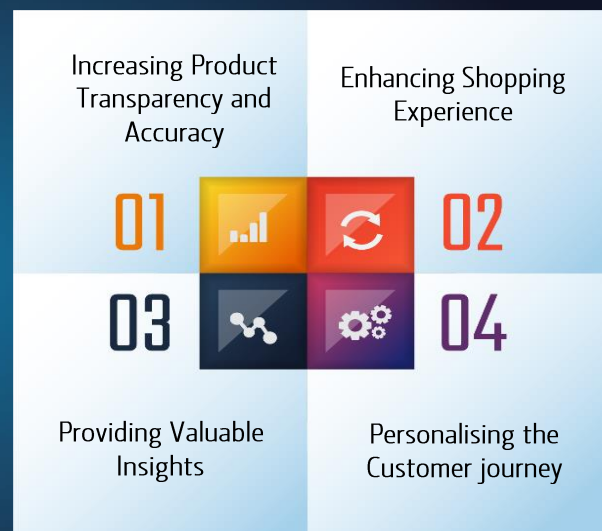 Increasing Product
Transparency and
Accuracy
Enhancing Shopping
Experience
01
02
03
04
Providing Valuable
Insights
Personalising the
Customer journey